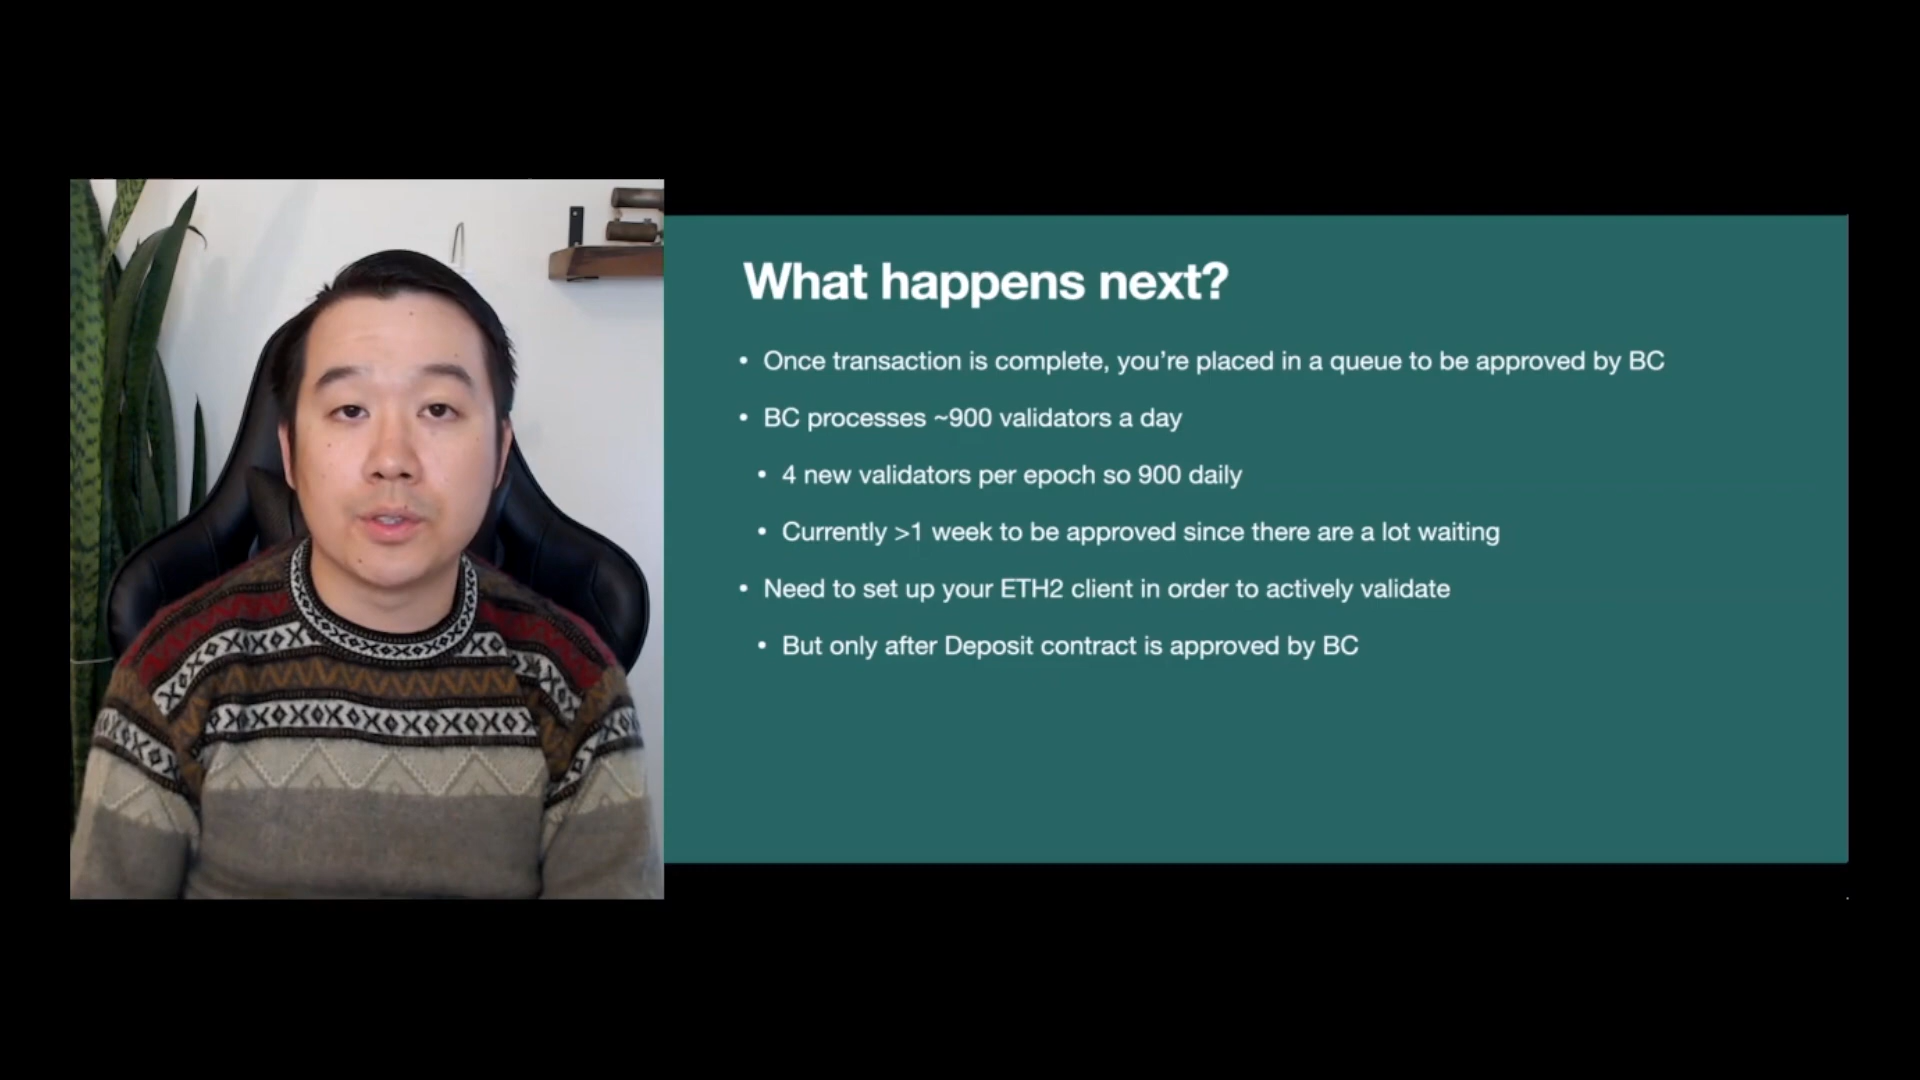 What happens next?
• Once transaction is complete, you’re placed in a queue to be approved by BC
• BC processes ~900 validators a day
• 4 new validators per epoch so 900 daily
• Currently >1 week to be approved since there are a lot waiting
• Need to set up your ETH2 client in order to actively validate
• But only after Deposit contract is approved by BC